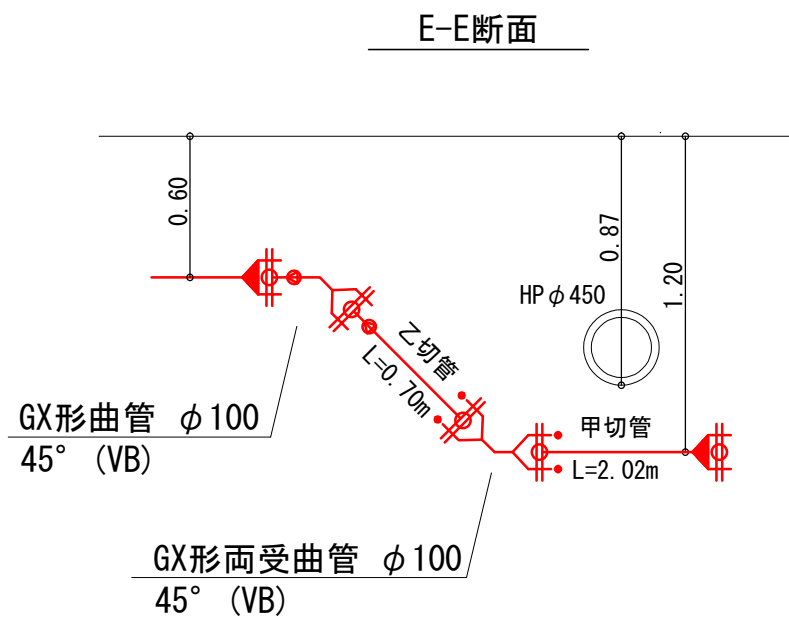 E-E断面
0.60
0.87
1.20
HPφ450
乙切管
L=0.70m
GX形曲管 φ100
45° (VB)
甲切管
L=2.02m
GX形両受曲管 φ100
45° (VB)